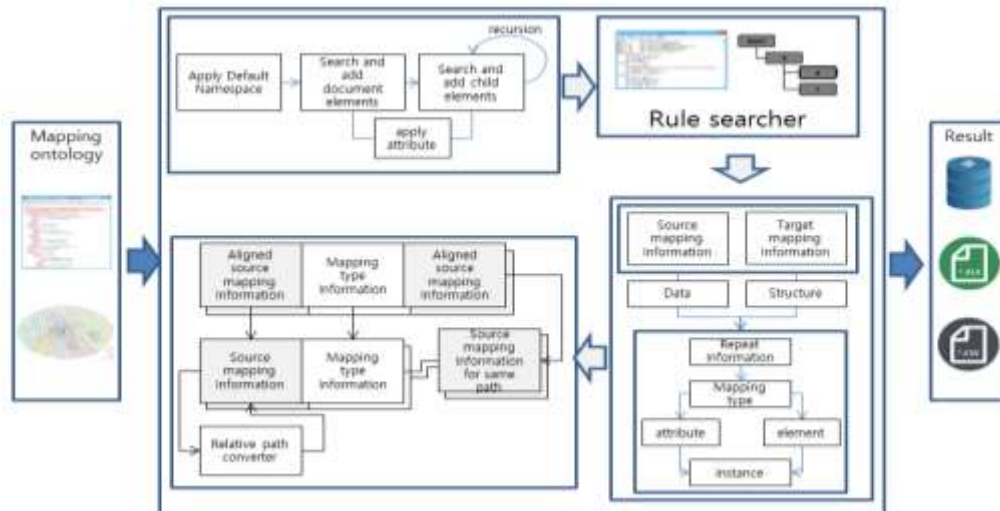 Mapping
ontology
Apply Default
Namespace
Search and
add
document
elements
recursion
Search and
add child
elements
apply
attribute
Rule searcher
Source
mapping
information
Target
mapping
information
Data
Structure
Repeat
information
Mapping
type
attribute
element
instance
Aligned
source
mapping
information
Mapping
type
information
Aligned
source
mapping
information
Source
mapping
information
Mapping
type
information
Source
mapping
information
for same
path
Relative path
converter
Result